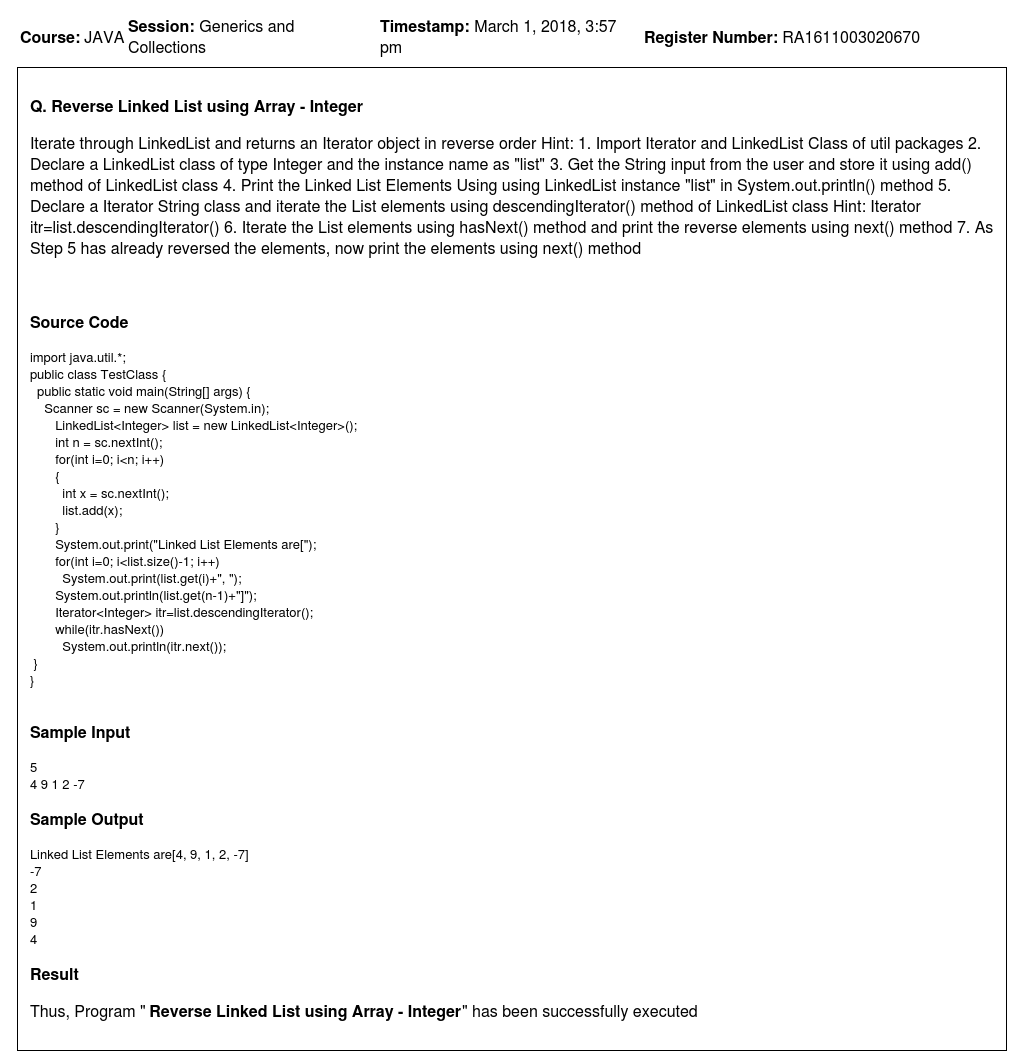 Course: JAVA Session: Generics and Collections Timestamp: March 1, 2018, 3:57 pm Register Number: RA1611003020670
Q. Reverse Linked List using Array - Integer
Iterate through LinkedList and returns an Iterator object in reverse order Hint: 1. Import Iterator and LinkedList Class of util packages 2.
Declare a LinkedList class of type Integer and the instance name as "list" 3. Get the String input from the user and store it using add()
method of LinkedList class 4. Print the Linked List Elements Using using LinkedList instance "list" in System.out.println() method 5.
Declare a Iterator String class and iterate the List elements using descendingIterator() method of LinkedList class Hint: Iterator
itr=list.descendingIterator() 6. Iterate the List elements using hasNext() method and print the reverse elements using next() method 7. As
Step 5 has already reversed the elements, now print the elements using next() method
Source Code
import java.util.*;
public class TestClass {
public static void main(String[] args) {
Scanner sc = new Scanner(System.in);
LinkedList<Integer> list = new LinkedList<Integer>();
int n = sc.nextInt();
for(int i=0; i<n; i++)
{
int x = sc.nextInt();
list.add(x);
}
System.out.print("Linked List Elements are[");
for(int i=0; i<list.size()-1; i++)
System.out.print(list.get(i)+", ");
System.out.println(list.get(n-1)+"]");
Iterator<Integer> itr=list.descendingIterator();
while(itr.hasNext())
System.out.println(itr.next());
}
}
Sample Input
5
4 9 1 2 -7
Sample Output
Linked List Elements are[4, 9, 1, 2, -7]
-7
2
1
9
4
Result
Thus, Program " Reverse Linked List using Array - Integer" has been successfully executed